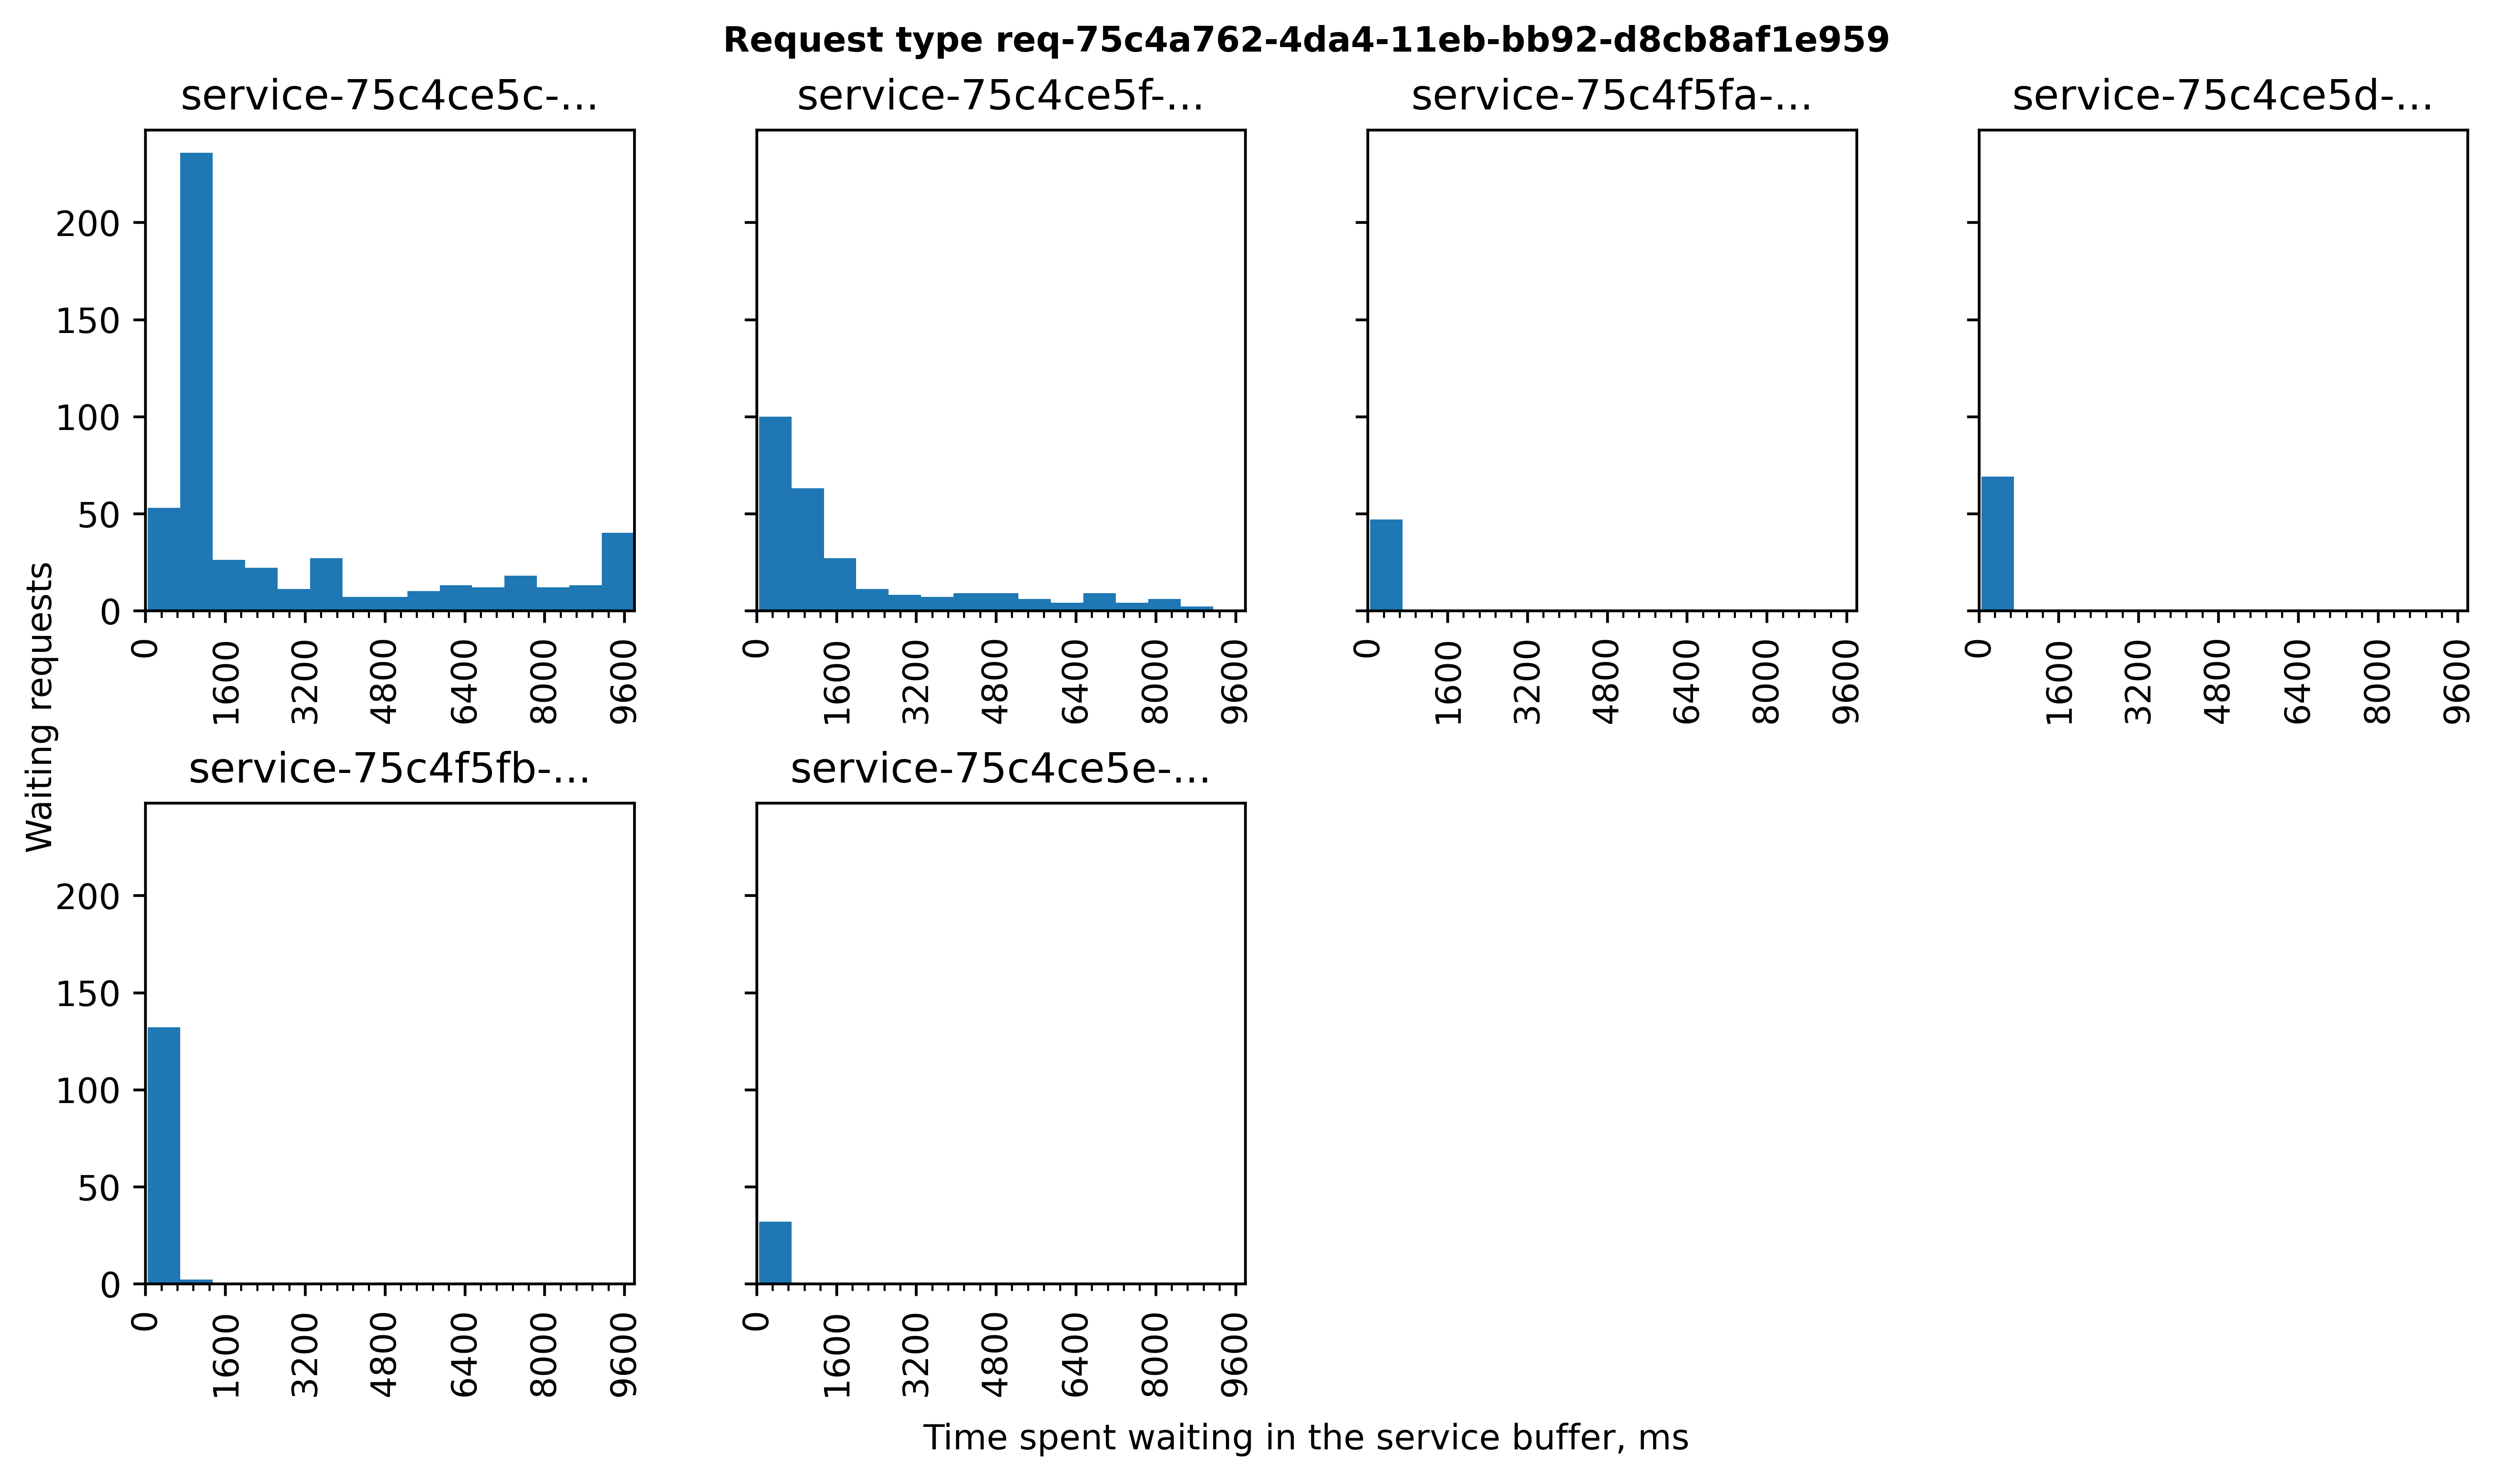 Request type req-75c4a762-4da4-11eb-bb92-d8cb8af1e959
service-75c4ce5c-...
service-75c4ce5f-...
service-75c4f5fa-...
service-75c4ce5d-...
200
150
100
50
0
0 1600 3200 4800 6400 8000 9600
0 1600 3200 4800 6400 8000 9600
0 1600 3200 4800 6400 8000 9600
0 1600 3200 4800 6400 8000 9600
Waiting requests
service-75c4f5fb-...
service-75c4ce5e-...
200
150
100
50
0
0 1600 3200 4800 6400 8000 9600
0 1600 3200 4800 6400 8000 9600
Time spent waiting in the service buffer, ms